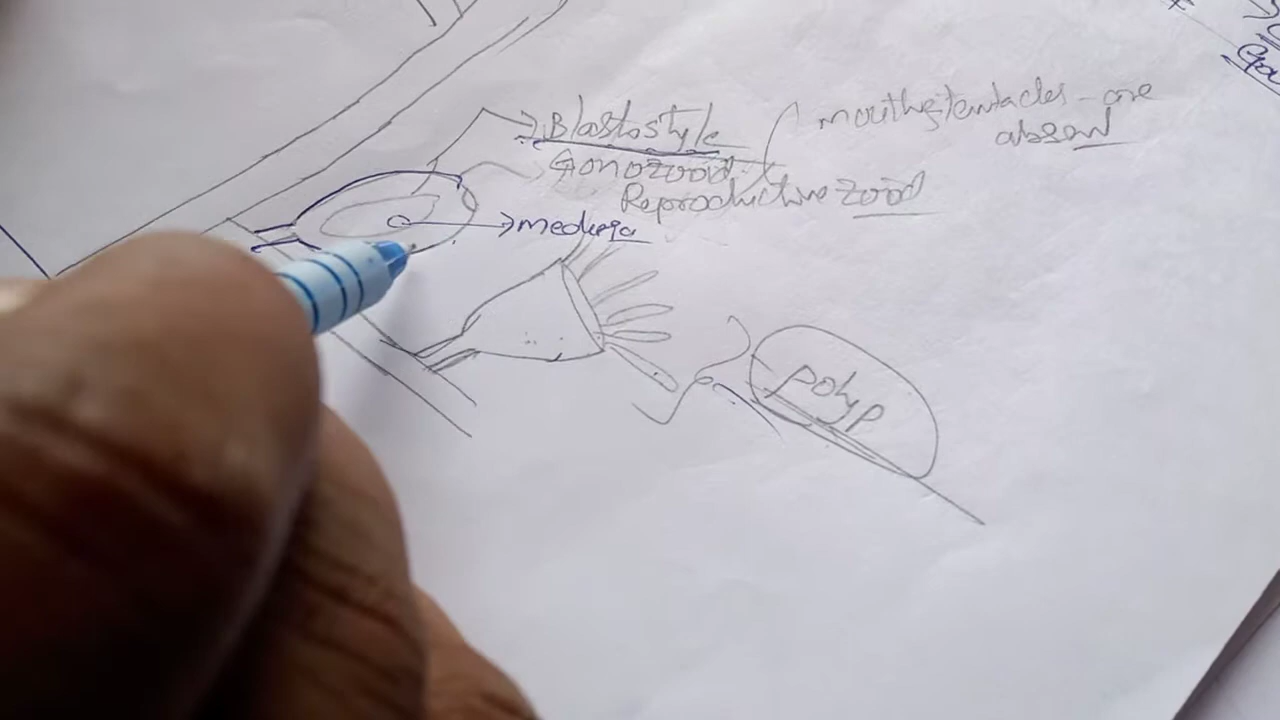 Blastostyle
Gonozooid
Reproductive zooid
mouth & tentacles - are
absent
medusa
polyp